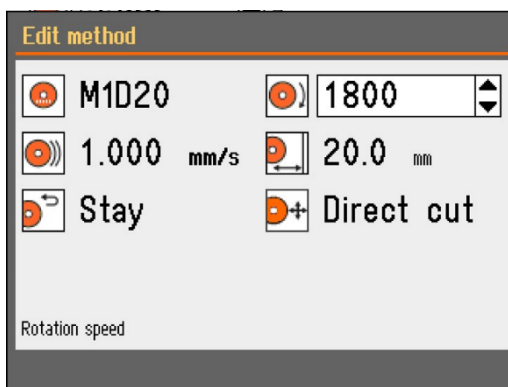 Edit method
M1D20 1800
1.000 mm/s 20.0 mm
Stay Direct cut
Rotation speed